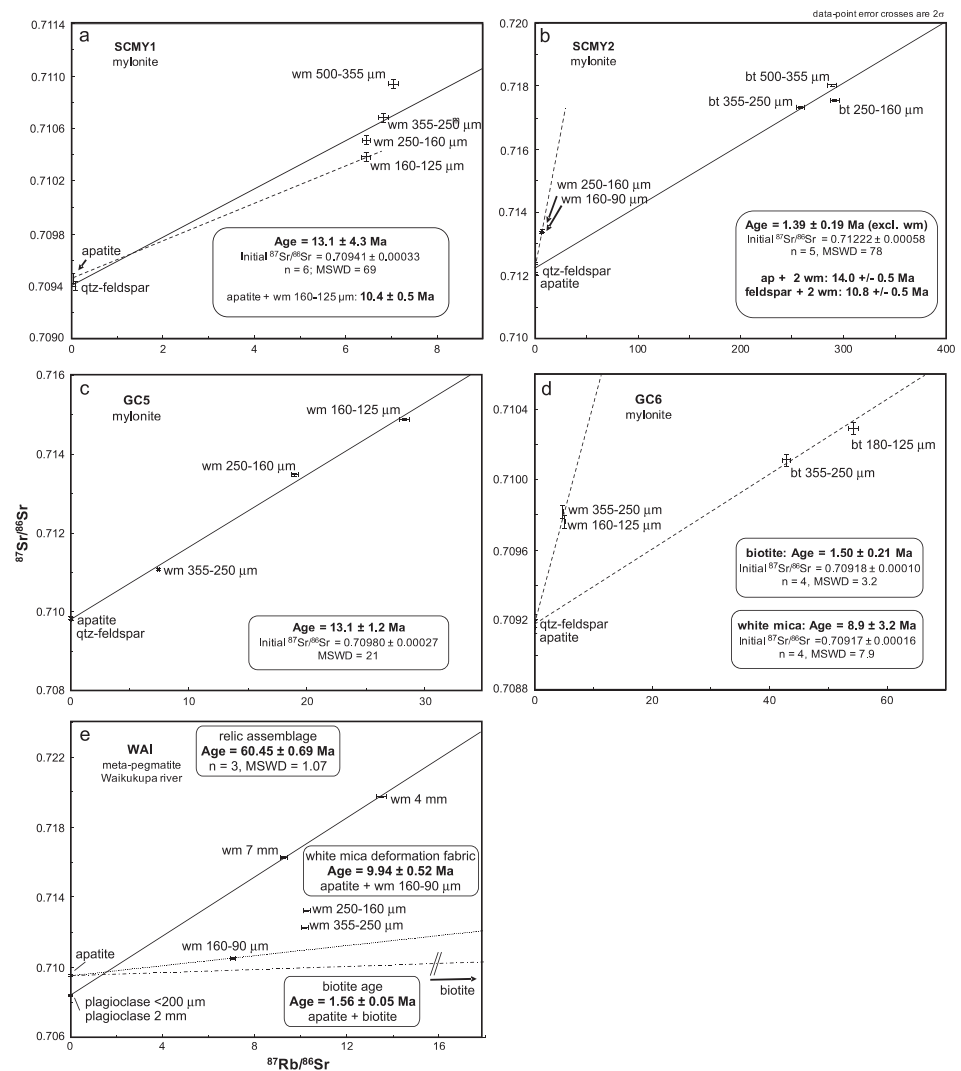 data-point error crosses are 2σ
0.7114
0.7110
0.7106
0.7102
0.7098
0.7094
0.7090
0
2
4
6
8
a
SCMY1
mylonite
wm 500-355 µm
wm 355-250 µm
wm 250-160 µm
wm 160-125 µm
apatite
qtz-feldspar
Age = 13.1 ± 4.3 Ma
Initial ⁸⁷Sr/⁸⁶Sr = 0.70941 ± 0.00033
n = 6; MSWD = 69
apatite + wm 160-125 µm: 10.4 ± 0.5 Ma
0.720
0.718
0.716
0.714
0.712
0.710
0
100
200
300
400
b
SCMY2
mylonite
bt 500-355 µm
bt 355-250 µm
bt 250-160 µm
wm 250-160 µm
wm 160-90 µm
qtz-feldspar
apatite
Age = 1.39 ± 0.19 Ma (excl. wm)
Initial ⁸⁷Sr/⁸⁶Sr = 0.71222 ± 0.00058
n = 5, MSWD = 78
ap + 2 wm: 14.0 +/- 0.5 Ma
feldspar + 2 wm: 10.8 +/- 0.5 Ma
⁸⁷Sr/⁸⁶Sr
0.716
0.714
0.712
0.710
0.708
0
10
20
30
c
GC5
mylonite
wm 160-125 µm
wm 250-160 µm
wm 355-250 µm
apatite
qtz-feldspar
Age = 13.1 ± 1.2 Ma
Initial ⁸⁷Sr/⁸⁶Sr = 0.70980 ± 0.00027
MSWD = 21
0.7104
0.7100
0.7096
0.7092
0.7088
0
20
40
60
d
GC6
mylonite
bt 180-125 µm
bt 355-250 µm
wm 355-250 µm
wm 160-125 µm
qtz-feldspar
apatite
biotite: Age = 1.50 ± 0.21 Ma
Initial ⁸⁷Sr/⁸⁶Sr = 0.70918 ± 0.00010
n = 4, MSWD = 3.2
white mica: Age = 8.9 ± 3.2 Ma
Initial ⁸⁷Sr/⁸⁶Sr =0.70917 ± 0.00016
n = 4, MSWD = 7.9
0.722
0.718
0.714
0.710
0.706
0
4
8
12
16
e
WAI
meta-pegmatite
Waikukupa river
relic assemblage
Age = 60.45 ± 0.69 Ma
n = 3, MSWD = 1.07
wm 4 mm
wm 7 mm
white mica deformation fabric
Age = 9.94 ± 0.52 Ma
apatite + wm 160-90 µm
wm 250-160 µm
wm 355-250 µm
wm 160-90 µm
apatite
biotite
biotite age
Age = 1.56 ± 0.05 Ma
apatite + biotite
plagioclase <200 µm
plagioclase 2 mm
⁸⁷Rb/⁸⁶Sr